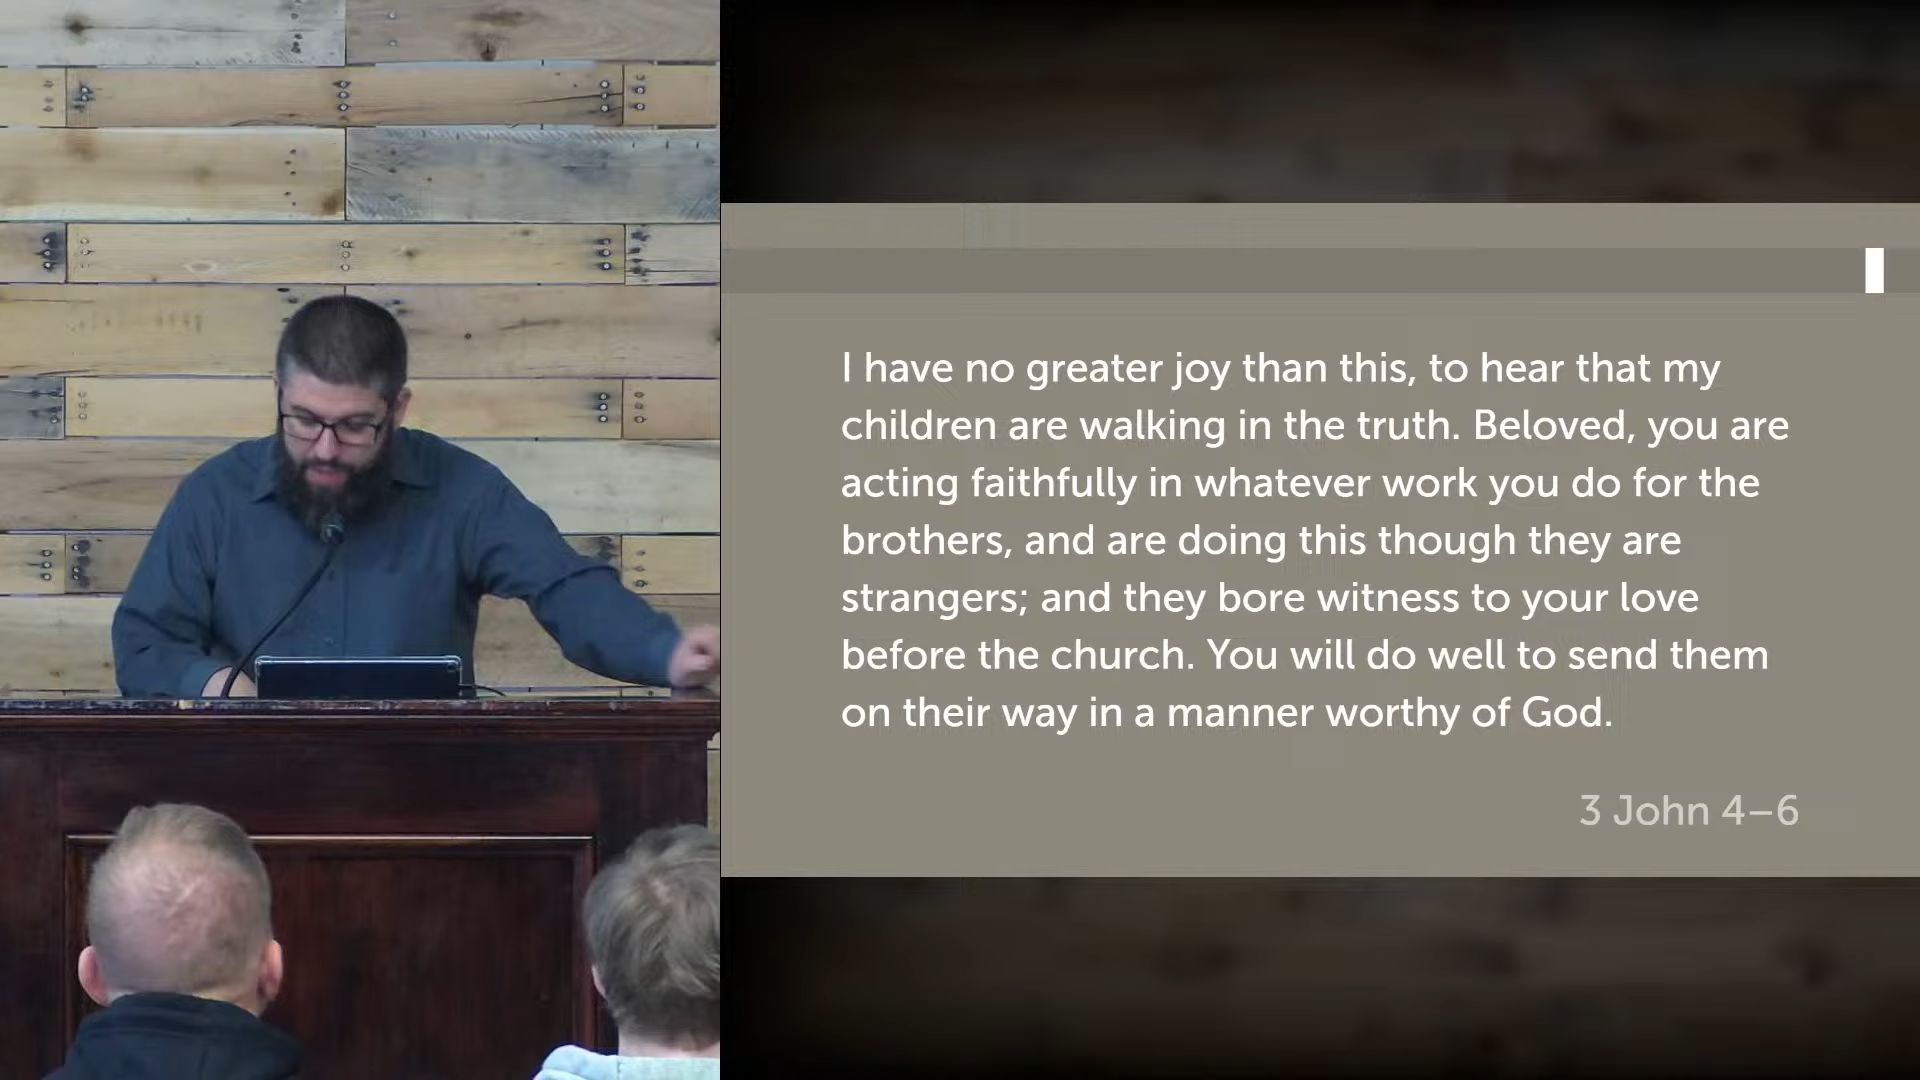 I have no greater joy than this, to hear that my
children are walking in the truth. Beloved, you are
acting faithfully in whatever work you do for the
brothers, and are doing this though they are
strangers; and they bore witness to your love
before the church. You will do well to send them
on their way in a manner worthy of God.
3 John 4–6